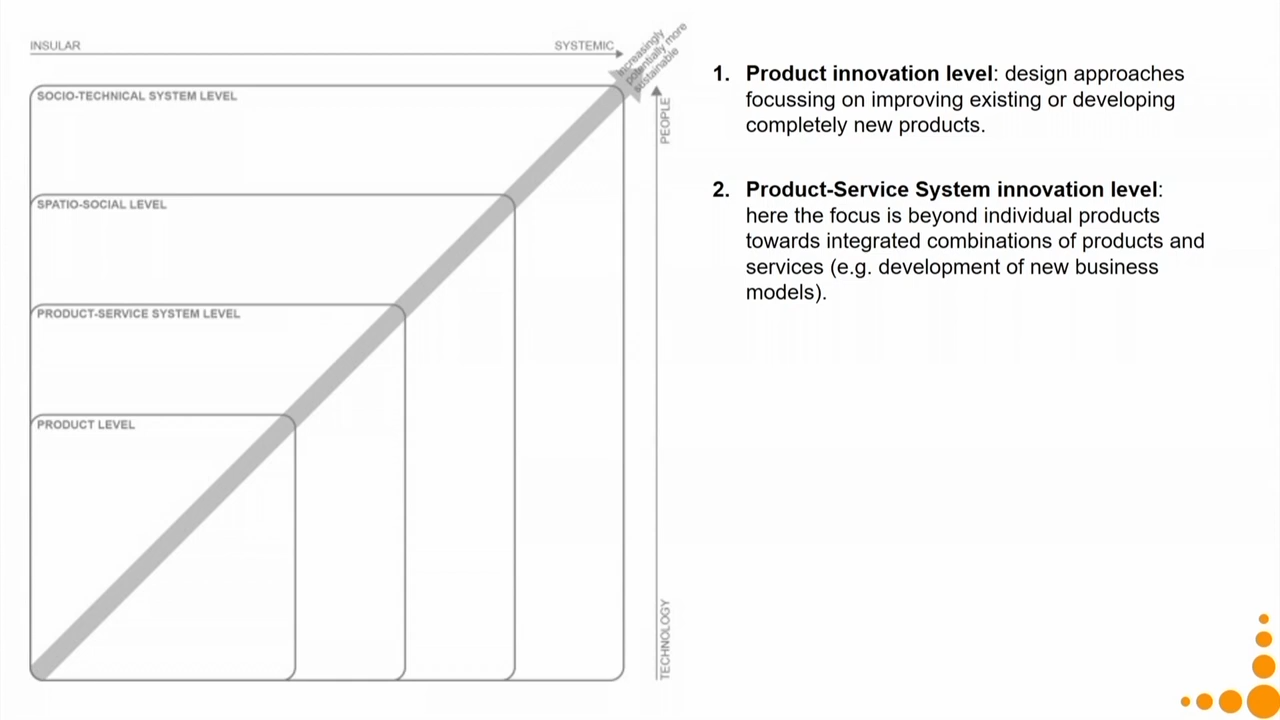 INSULAR
SYSTEMIC
Increasingly
potentially more
sustainable
SOCIO-TECHNICAL SYSTEM LEVEL
PEOPLE
SPATIO-SOCIAL LEVEL
PRODUCT-SERVICE SYSTEM LEVEL
PRODUCT LEVEL
TECHNOLOGY
1. Product innovation level: design approaches
focussing on improving existing or developing
completely new products.
2. Product-Service System innovation level:
here the focus is beyond individual products
towards integrated combinations of products and
services (e.g. development of new business
models).